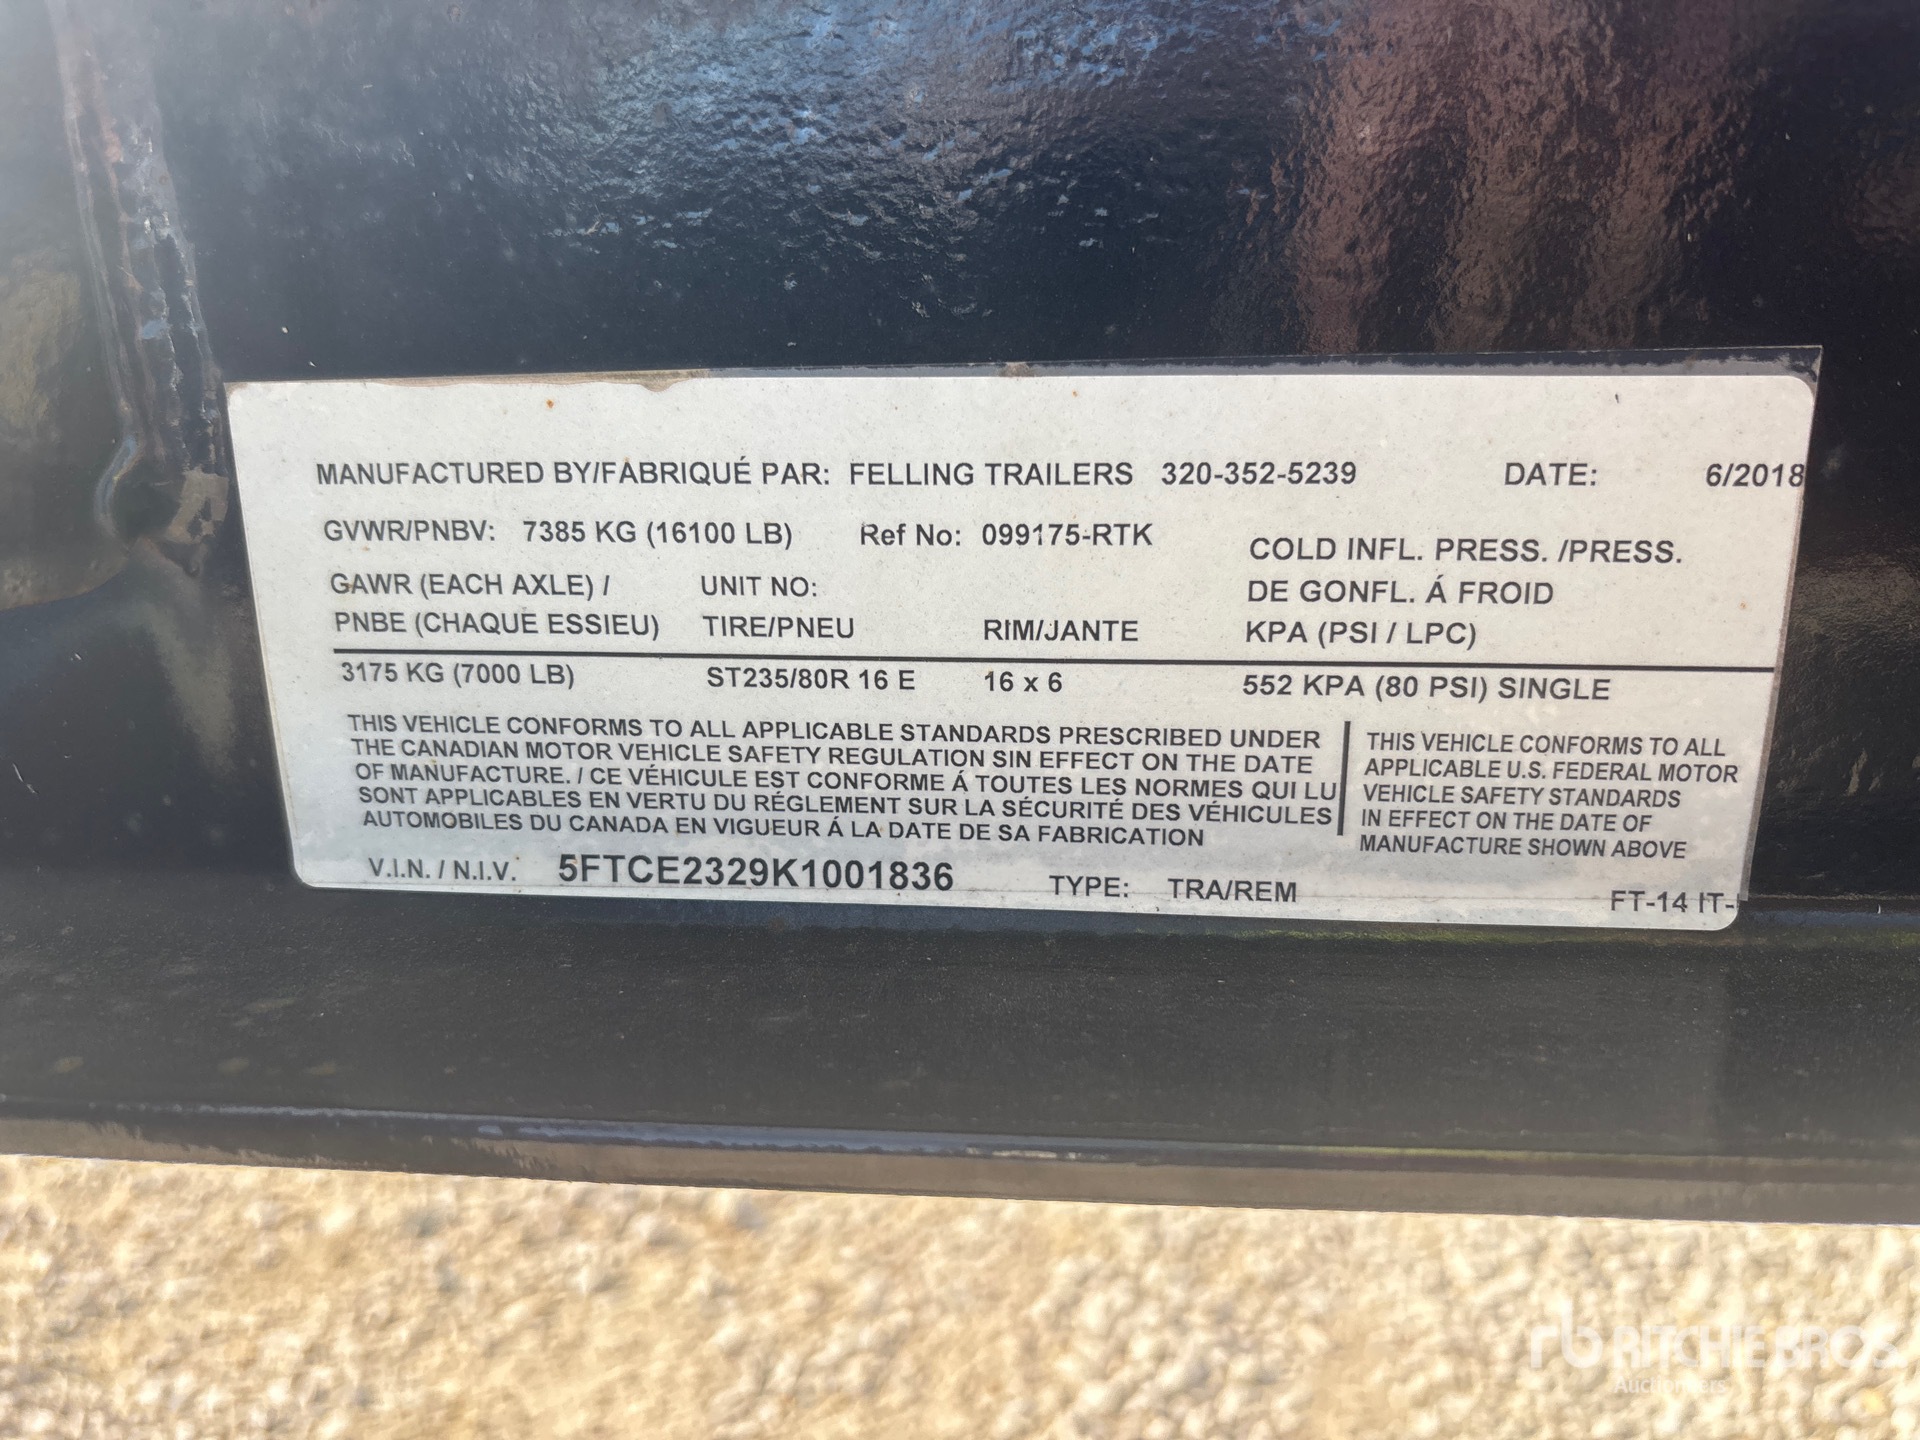 MANUFACTURED BY/FABRIQUÉ PAR: FELLING TRAILERS 320-352-5239 DATE: 6/2018
GVWR/PNBV: 7385 KG (16100 LB) Ref No: 099175-RTK
COLD INFL. PRESS. /PRESS.
GAWR (EACH AXLE) / UNIT NO: DE GONFL. Á FROID
PNBE (CHAQUE ESSIEU) TIRE/PNEU RIM/JANTE KPA (PSI / LPC)
3175 KG (7000 LB) ST235/80R 16 E 16 x 6 552 KPA (80 PSI) SINGLE
THIS VEHICLE CONFORMS TO ALL APPLICABLE STANDARDS PRESCRIBED UNDER
THE CANADIAN MOTOR VEHICLE SAFETY REGULATION SIN EFFECT ON THE DATE
OF MANUFACTURE. / CE VÉHICULE EST CONFORME Á TOUTES LES NORMES QUI LU
SONT APPLICABLES EN VERTU DU RÉGLEMENT SUR LA SÉCURITÉ DES VÉHICULES
AUTOMOBILES DU CANADA EN VIGUEUR Á LA DATE DE SA FABRICATION
THIS VEHICLE CONFORMS TO ALL
APPLICABLE U.S. FEDERAL MOTOR
VEHICLE SAFETY STANDARDS
IN EFFECT ON THE DATE OF
MANUFACTURE SHOWN ABOVE
V.I.N. / N.I.V. 5FTCE2329K1001836 TYPE: TRA/REM FT-14 IT-
rb RITCHIE BROS.
Auctioneers